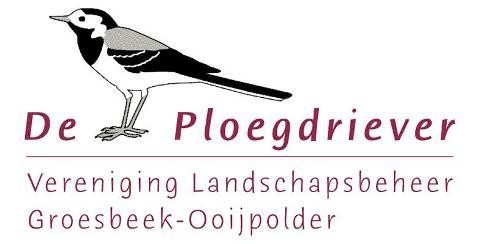 De Ploegdriever
Vereniging Landschapsbeheer
Groesbeek-Ooijpolder